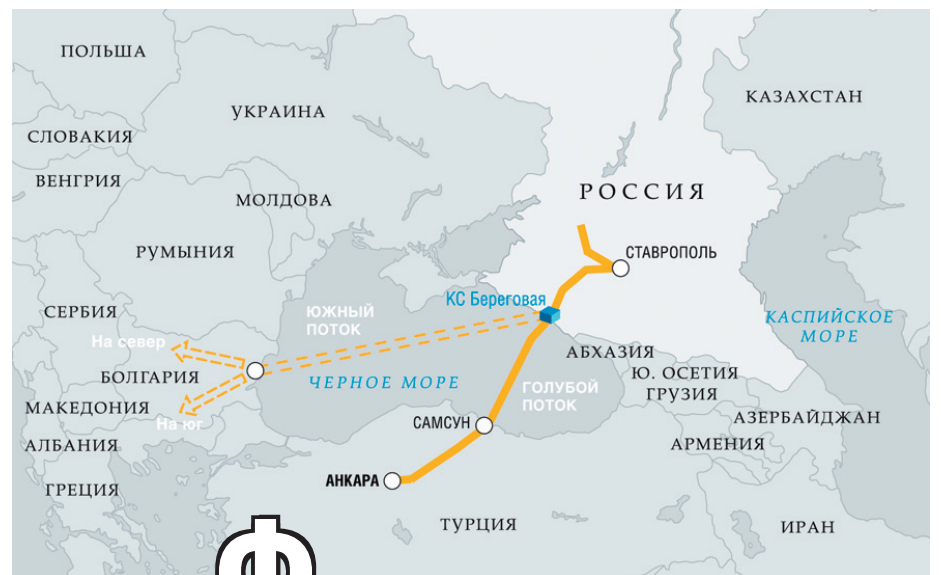 ПОЛЬША
КАЗАХСТАН
УКРАИНА
СЛОВАКИЯ
ВЕНГРИЯ
РОССИЯ
МОЛДОВА
РУМЫНИЯ
СТАВРОПОЛЬ
КС Береговая
СЕРБИЯ
ЮЖНЫЙ
ПОТОК
КАСПИЙСКОЕ
МОРЕ
На север
АБХАЗИЯ
БОЛГАРИЯ
ЧЕРНОЕ МОРЕ
Ю. ОСЕТИЯ
ГОЛУБОЙ
ПОТОК
ГРУЗИЯ
МАКЕДОНИЯ
На юг
САМСУН
АЗЕРБАЙДЖАН
АЛБАНИЯ
АРМЕНИЯ
АНКАРА
ГРЕЦИЯ
ТУРЦИЯ
ИРАН
Ф